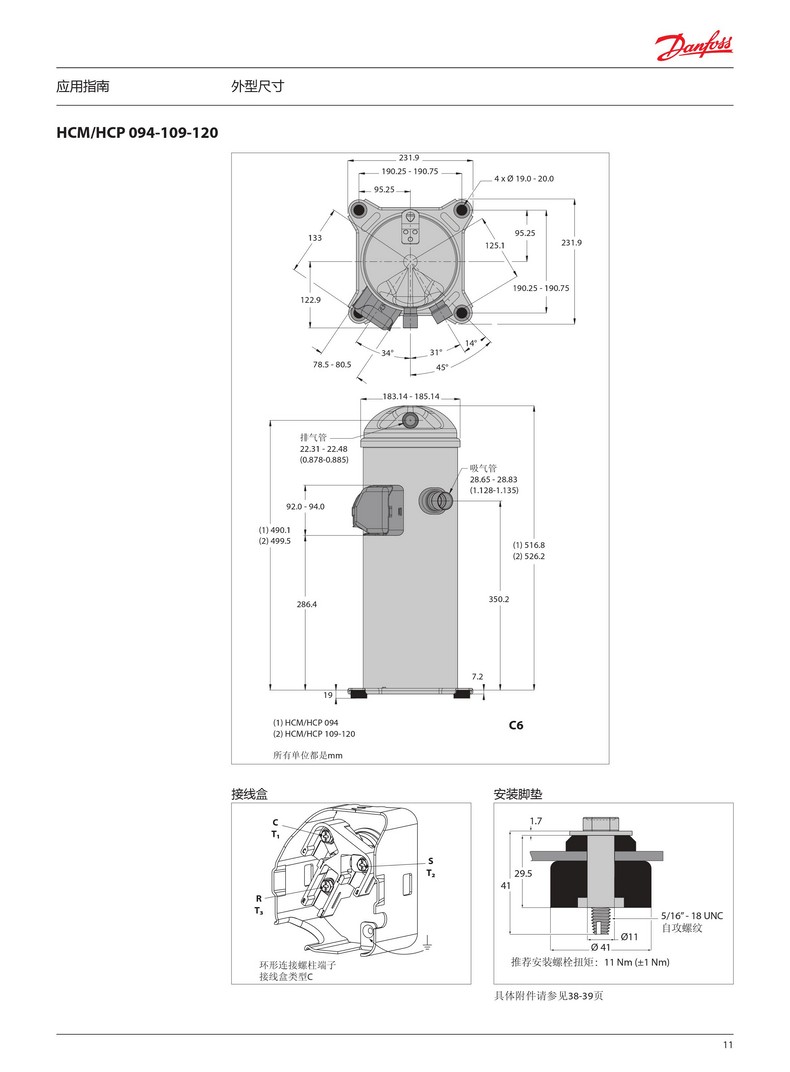 Danfoss
应用指南
外型尺寸
HCM/HCP 094-109-120
231.9
190.25 - 190.75
4 x Ø 19.0 - 20.0
95.25
133
95.25
125.1
231.9
190.25 - 190.75
122.9
14°
34°
31°
78.5 - 80.5
45°
183.14 - 185.14
排气管
22.31 - 22.48
(0.878-0.885)
吸气管
28.65 - 28.83
(1.128-1.135)
92.0 - 94.0
(1) 490.1
(2) 499.5
(1) 516.8
(2) 526.2
286.4
350.2
7.2
19
(1) HCM/HCP 094
(2) HCM/HCP 109-120
C6
所有单位都是mm
接线盒
C
T₁
S
T₂
R
T₃
环形连接螺柱端子
接线盒类型C
安装脚垫
1.7
29.5
41
5/16” - 18 UNC
自攻螺纹
Ø11
Ø 41
推荐安装螺栓扭矩：11 Nm (±1 Nm)
具体附件请参见38-39页
11